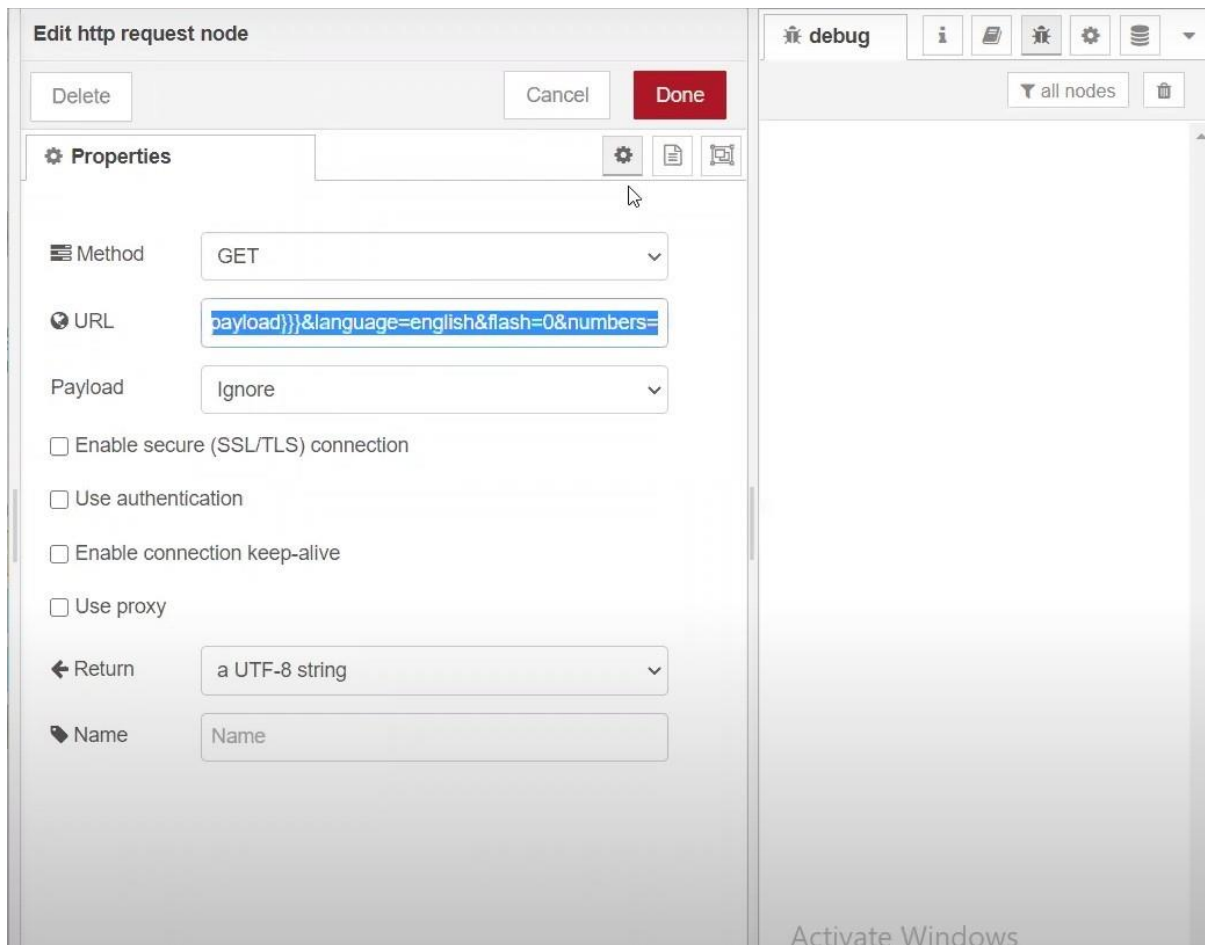 Edit http request node
debug
Delete
Cancel
Done
all nodes
Properties
Method
GET
URL
payload}}}&language=english&flash=0&numbers=
Payload
Ignore
Enable secure (SSL/TLS) connection
Use authentication
Enable connection keep-alive
Use proxy
Return
a UTF-8 string
Name
Name
Activate Windows